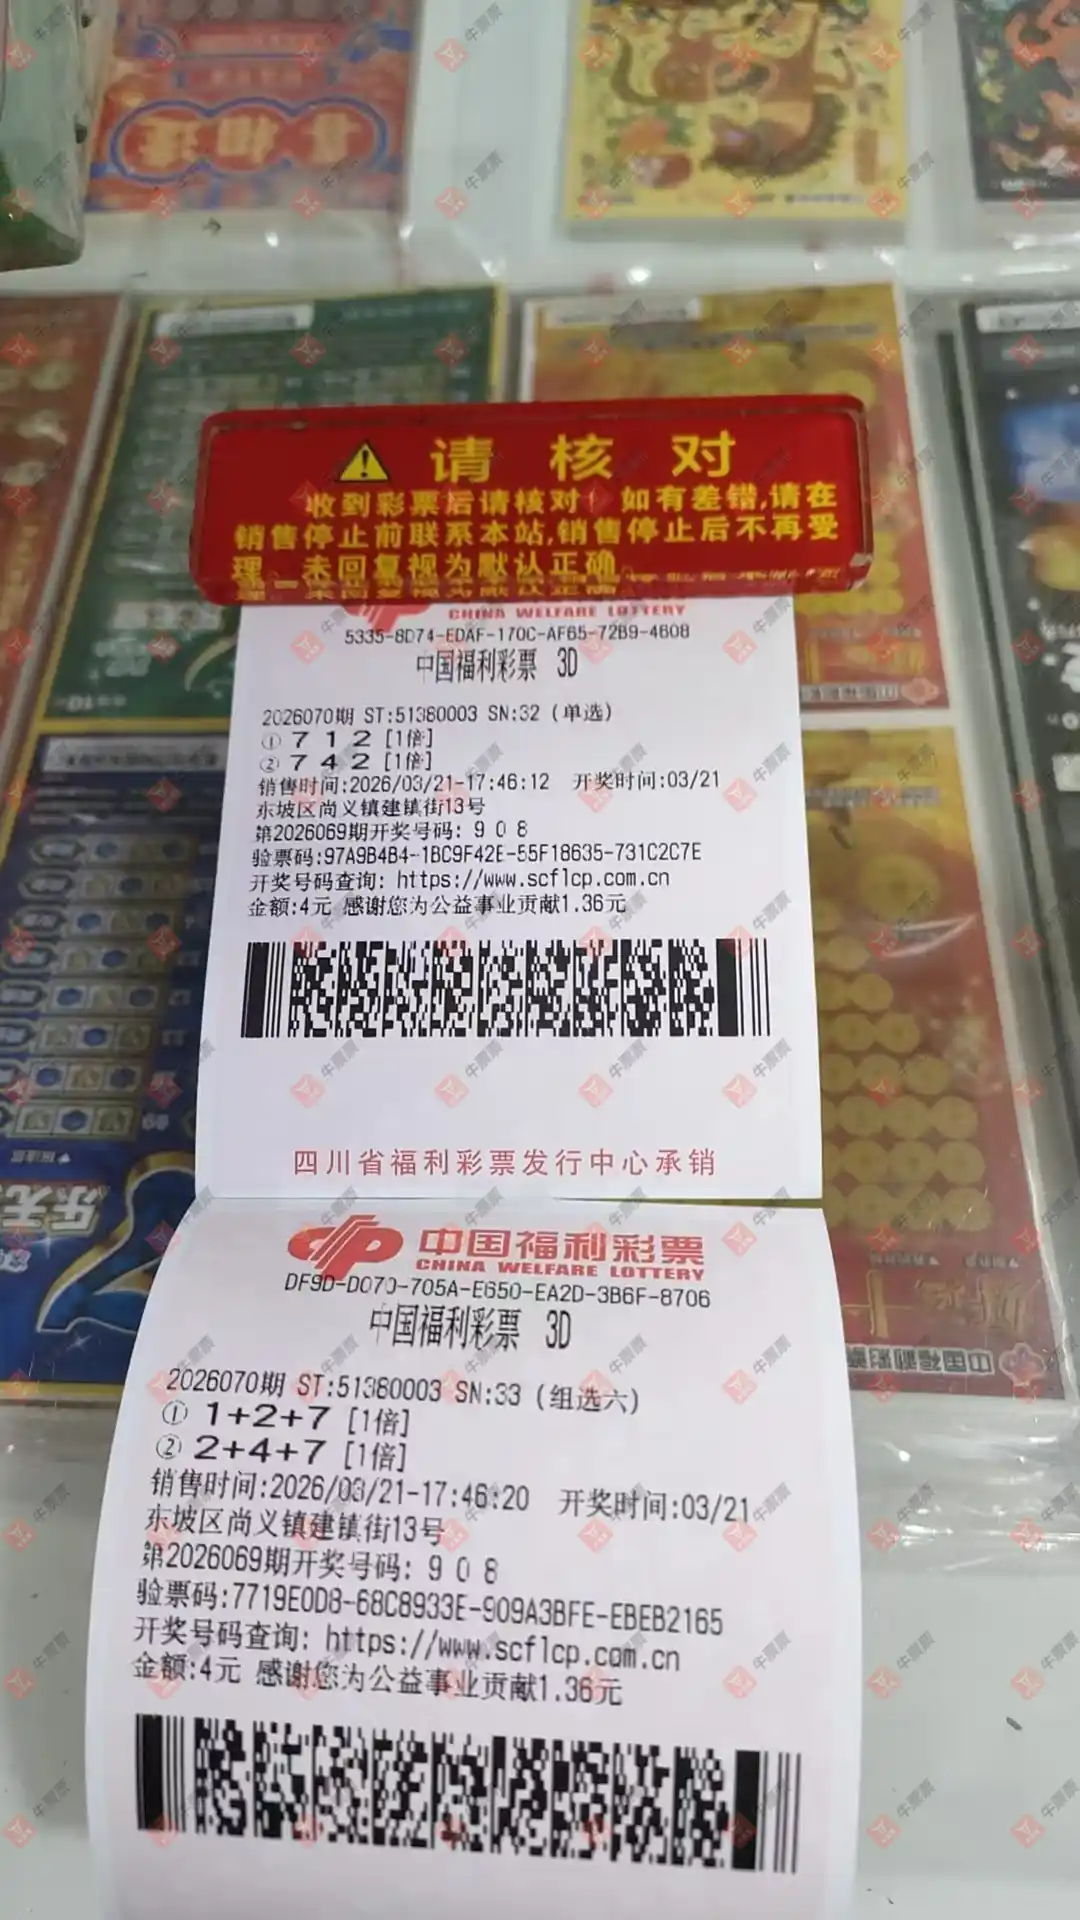 请核对
收到彩票后请核对! 如有差错,请在
销售停止前联系本站,销售停止后不再受
理、未回复视为默认正确。
CHINA WELFARE LOTTERY
5335-8D74-EDAF-170C-AF65-72B9-4608
中国福利彩票 3D
2026070期 ST:51380003 SN:32 (单选)
① 7 1 2 [1倍]
② 7 4 2 [1倍]
销售时间:2026/03/21-17:46:12 开奖时间:03/21
东坡区尚义镇建镇街13号
第2026069期开奖号码: 9 0 8
验票码:97A9B4B4-1BC9F42E-55F18635-731C2C7E
开奖号码查询: https://www.scflcp.com.cn
金额:4元 感谢您为公益事业贡献1.36元
四川省福利彩票发行中心承销
中国福利彩票
CHINA WELFARE LOTTERY
DF9D-D070-705A-E650-EA2D-3B6F-8706
中国福利彩票 3D
2026070期 ST:51380003 SN:33 (组选六)
① 1+2+7 [1倍]
② 2+4+7 [1倍]
销售时间:2026/03/21-17:46:20 开奖时间:03/21
东坡区尚义镇建镇街13号
第2026069期开奖号码: 9 0 8
验票码:7719E0D8-68C8933E-909A3BFE-EBEB2165
开奖号码查询: https://www.scflcp.com.cn
金额:4元 感谢您为公益事业贡献1.36元
牛票票